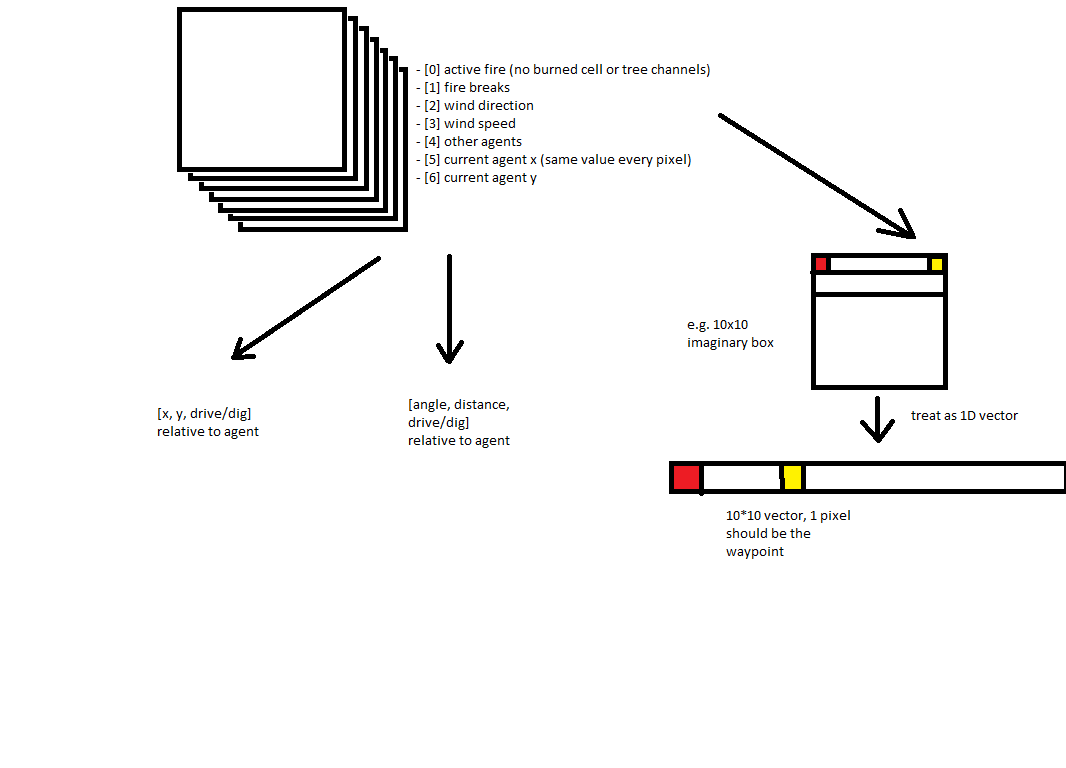 - [0] active fire (no burned cell or tree channels)
- [1] fire breaks
- [2] wind direction
- [3] wind speed
- [4] other agents
- [5] current agent x (same value every pixel)
- [6] current agent y
e.g. 10x10
imaginary box
[x, y, drive/dig]
relative to agent
[angle, distance,
drive/dig]
relative to agent
treat as 1D vector
10*10 vector, 1 pixel
should be the
waypoint